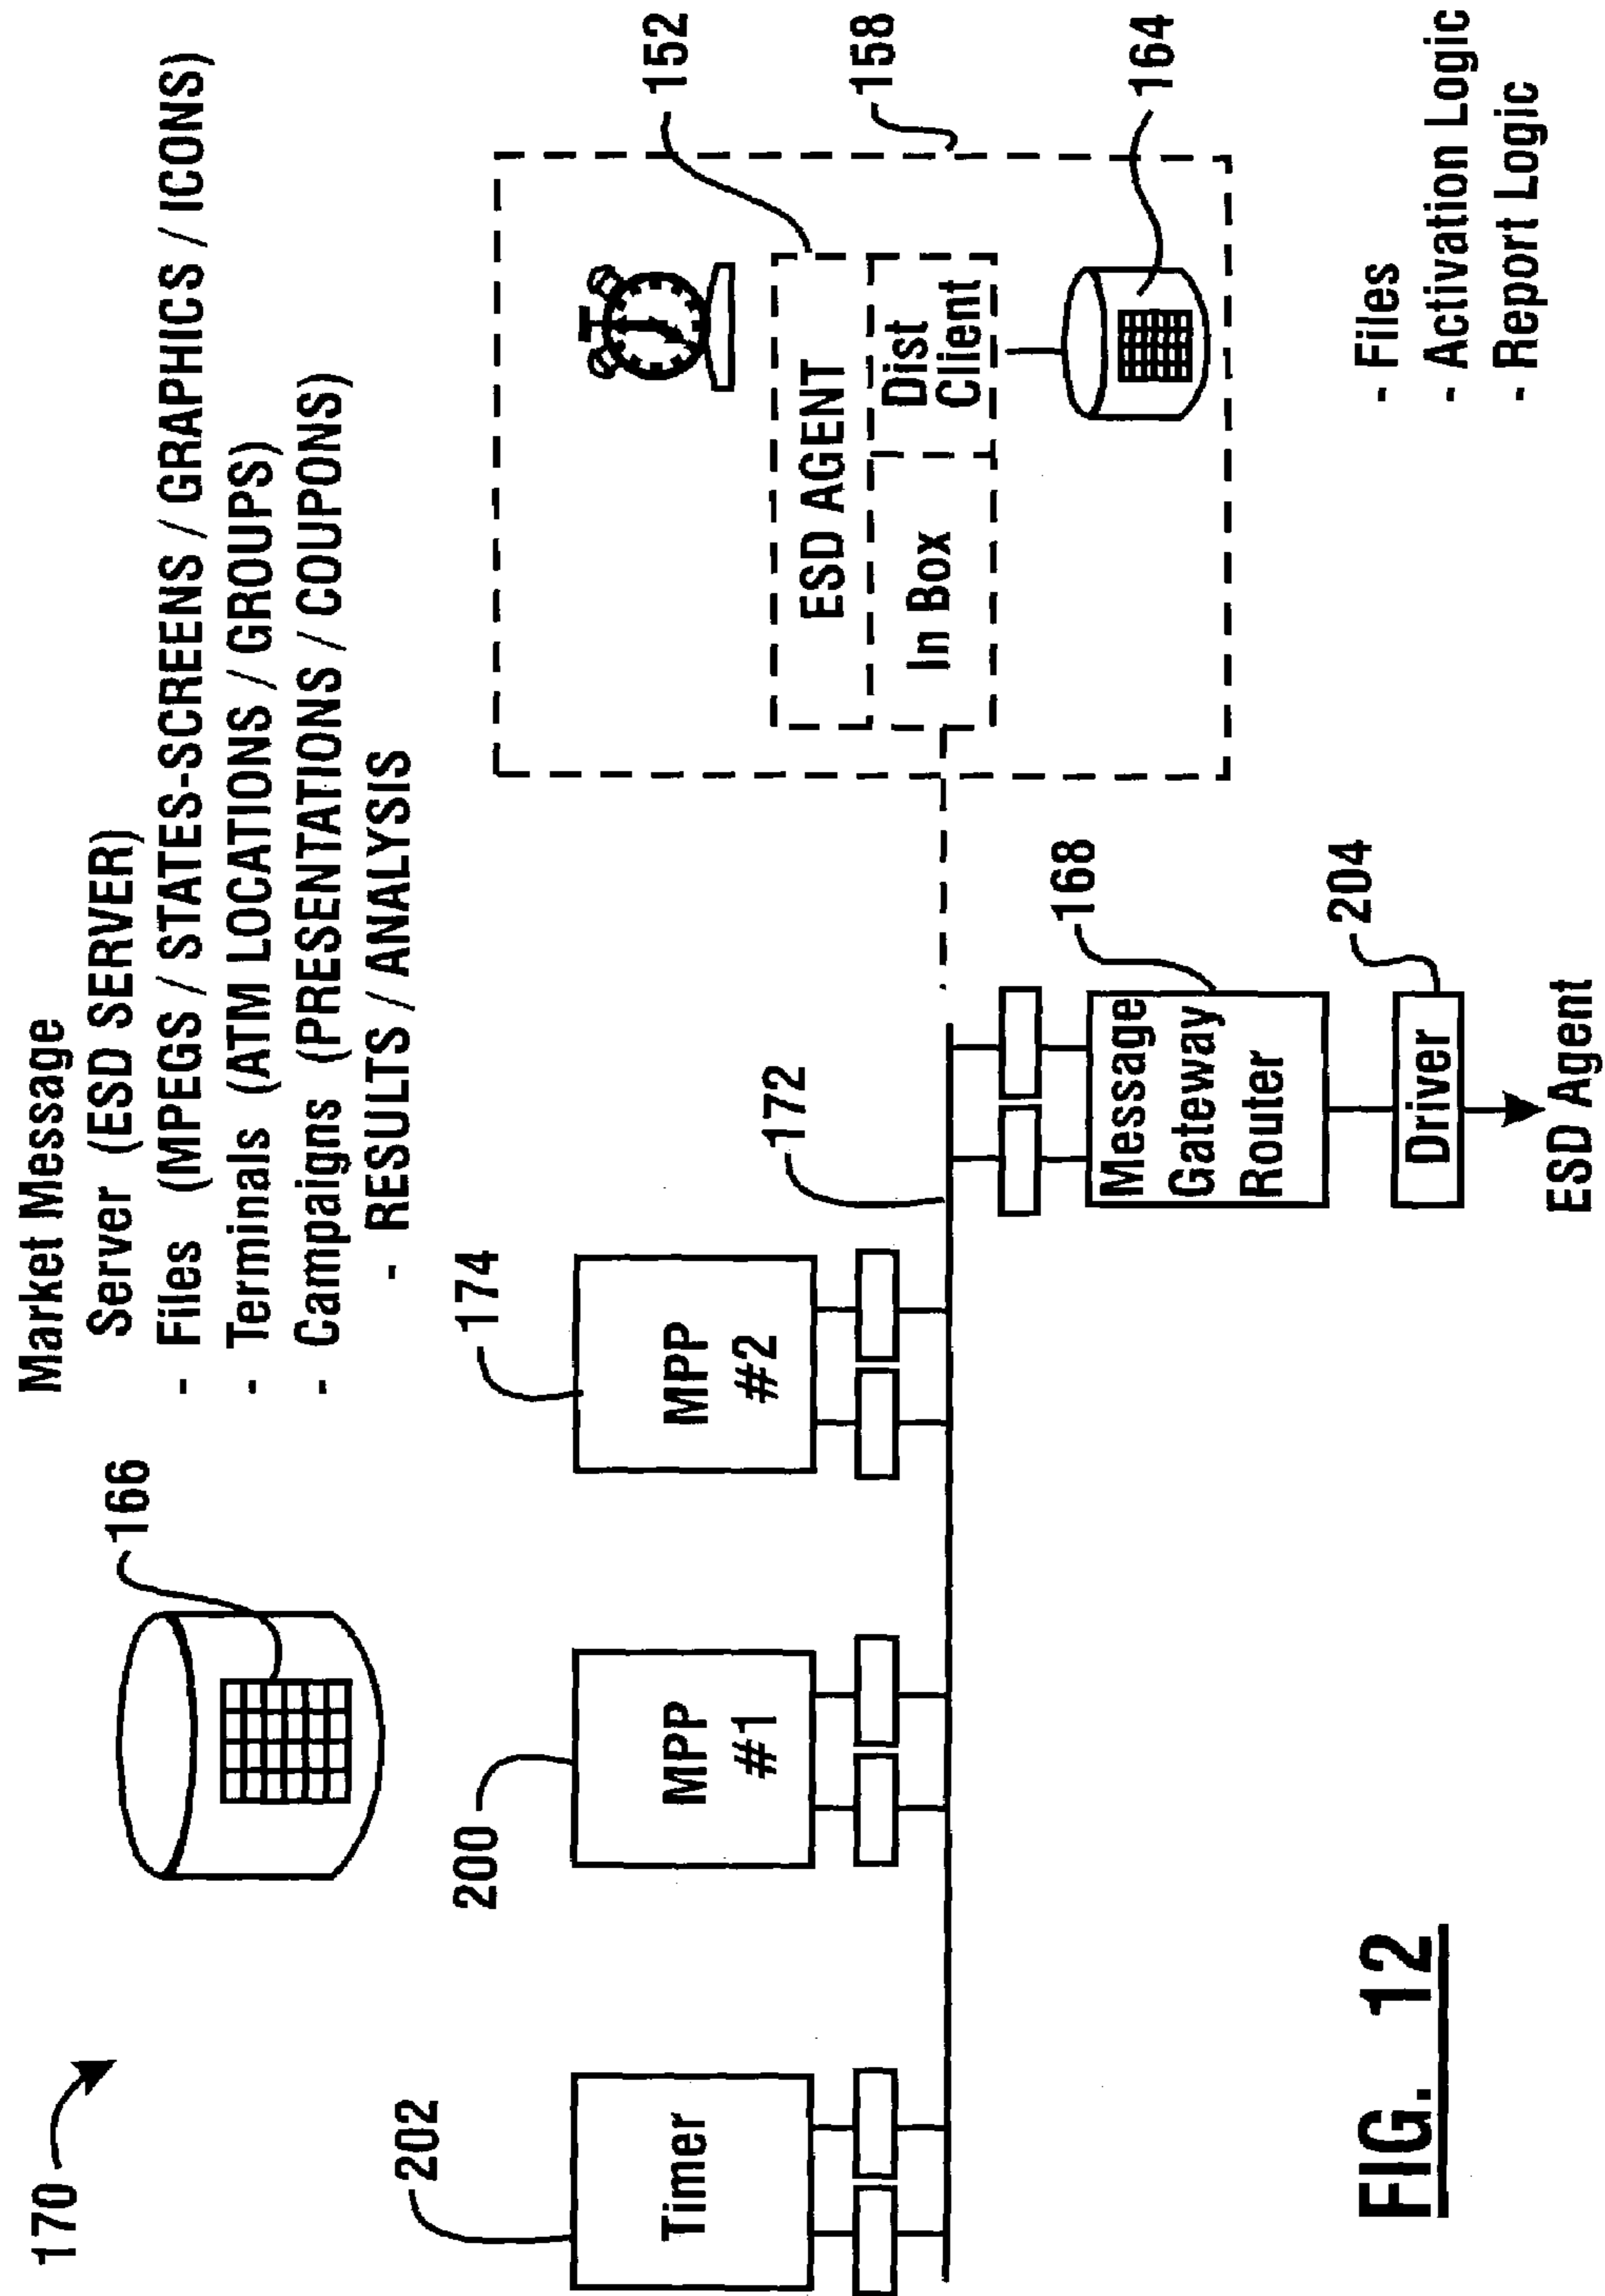 170
Market Message
Server (ESD SERVER)
- Files (MPEGS / STATES-SCREENS / GRAPHICS / ICONS)
- Terminals (ATM LOCATIONS / GROUPS)
- Campaigns (PRESENTATIONS / COUPONS)
- RESULTS / ANALYSIS
166
202
200
174
152
158
164
Timer
MPP
#1
MPP
#2
ESD AGENT
In Box
Dist
Client
172
168
Message
Gateway
Router
204
Driver
ESD Agent
- Files
- Activation Logic
- Report Logic
FIG. 12